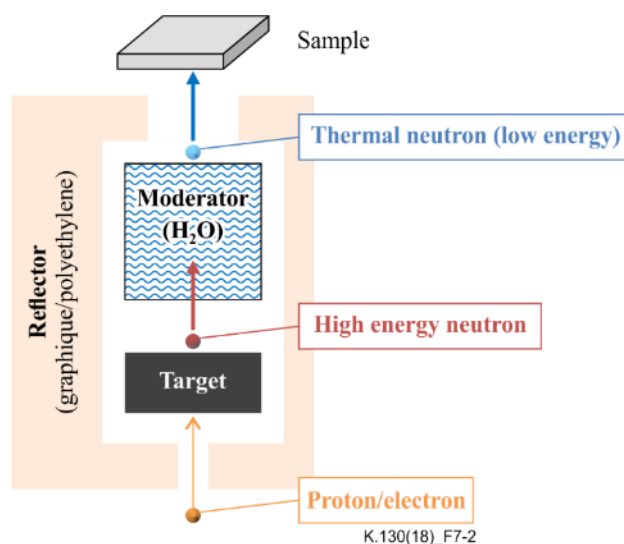 Sample
Thermal neutron (low energy)
Moderator
(H₂O)
Reflector
(graphique/polyethylene)
High energy neutron
Target
Proton/electron
K.130(18)_F7-2